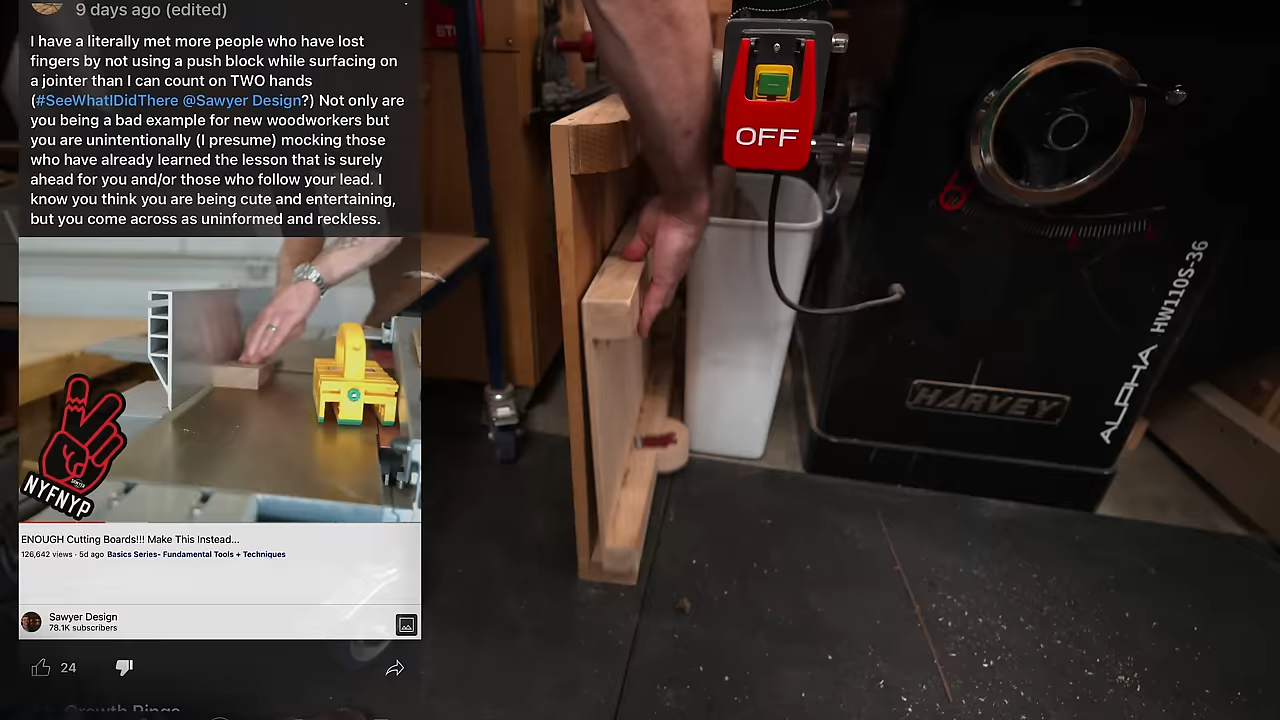 9 days ago (edited)
I have a literally met more people who have lost
fingers by not using a push block while surfacing on
a jointer than I can count on TWO hands
(#SeeWhatIDidThere @Sawyer Design?) Not only are
you being a bad example for new woodworkers but
you are unintentionally (I presume) mocking those
who have already learned the lesson that is surely
ahead for you and/or those who follow your lead. I
know you think you are being cute and entertaining,
but you come across as uninformed and reckless.
NYFNYP
ENOUGH Cutting Boards!!! Make This Instead...
126,642 views · 5d ago Basics Series- Fundamental Tools + Techniques
Sawyer Design
78.1K subscribers
24
Growth Rings
OFF
HARVEY
ALPHA HW110S-36